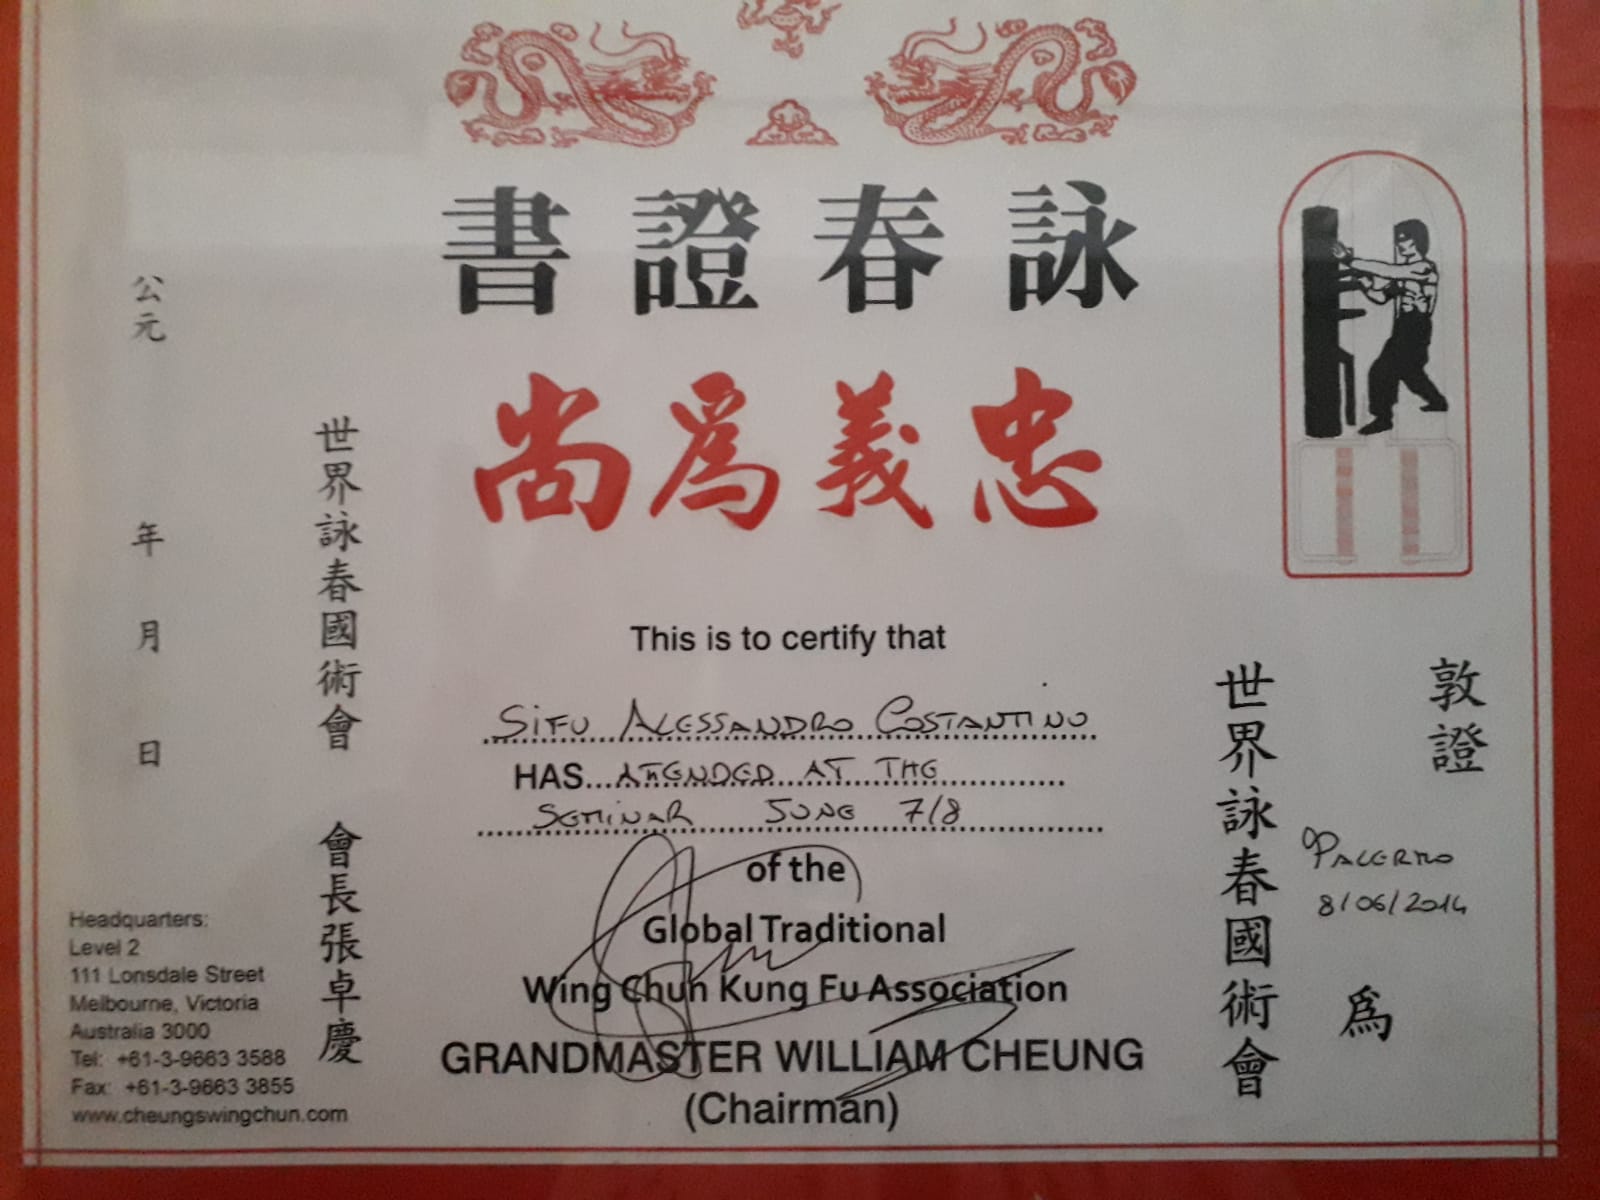 詠春證書
忠義爲尚
This is to certify that
SIFU ALESSANDRO COSTANTINO
HAS...ATTENDED AT THE
SEMINAR JUNE 7/8
of the
Global Traditional
Wing Chun Kung Fu Association
GRANDMASTER WILLIAM CHEUNG
(Chairman)
敦證
PALERMO
8/06/2014
爲
世界詠春國術會
世界詠春國術會 會長張卓慶
公元 年 月 日
Headquarters:
Level 2
111 Lonsdale Street
Melbourne, Victoria
Australia 3000
Tel: +61-3-9663 3588
Fax: +61-3-9663 3855
www.cheungswingchun.com